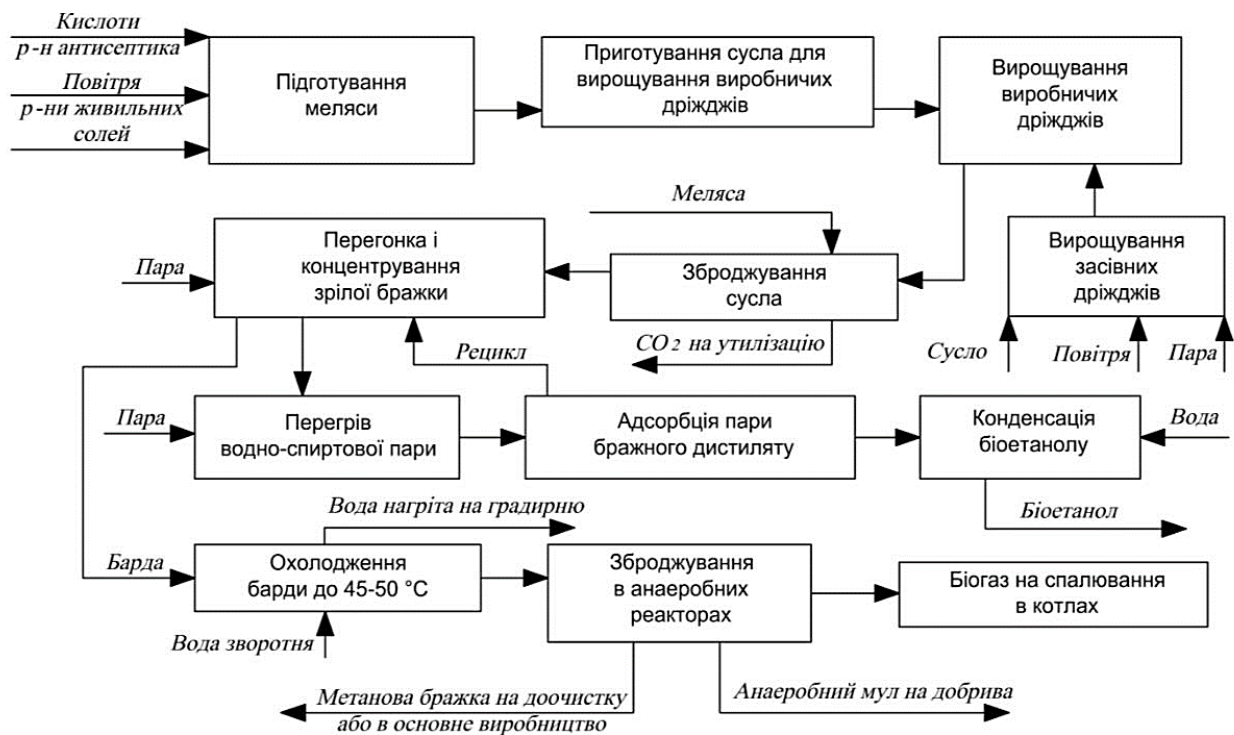 Кислоти
р-н антисептика
Повітря
р-ни живильних
солей
Підготування
меляси
Приготування сусла для
вирощування виробничих
дріжджів
Вирощування
виробничих
дріжджів
Меляса
Пара
Перегонка і
концентрування
зрілої бражки
Зброджування
сусла
Вирощування
засівних
дріжджів
Рецикл
CO2 на утилізацію
Сусло
Повітря
Пара
Пара
Перегрів
водно-спиртової пари
Адсорбція пари
бражного дистиляту
Конденсація
біоетанолу
Вода
Вода нагріта на градирню
Біоетанол
Барда
Охолодження
барди до 45-50 °C
Зброджування
в анаеробних
реакторах
Біогаз на спалювання
в котлах
Вода зворотня
Метанова бражка на доочистку
або в основне виробництво
Анаеробний мул на добрива